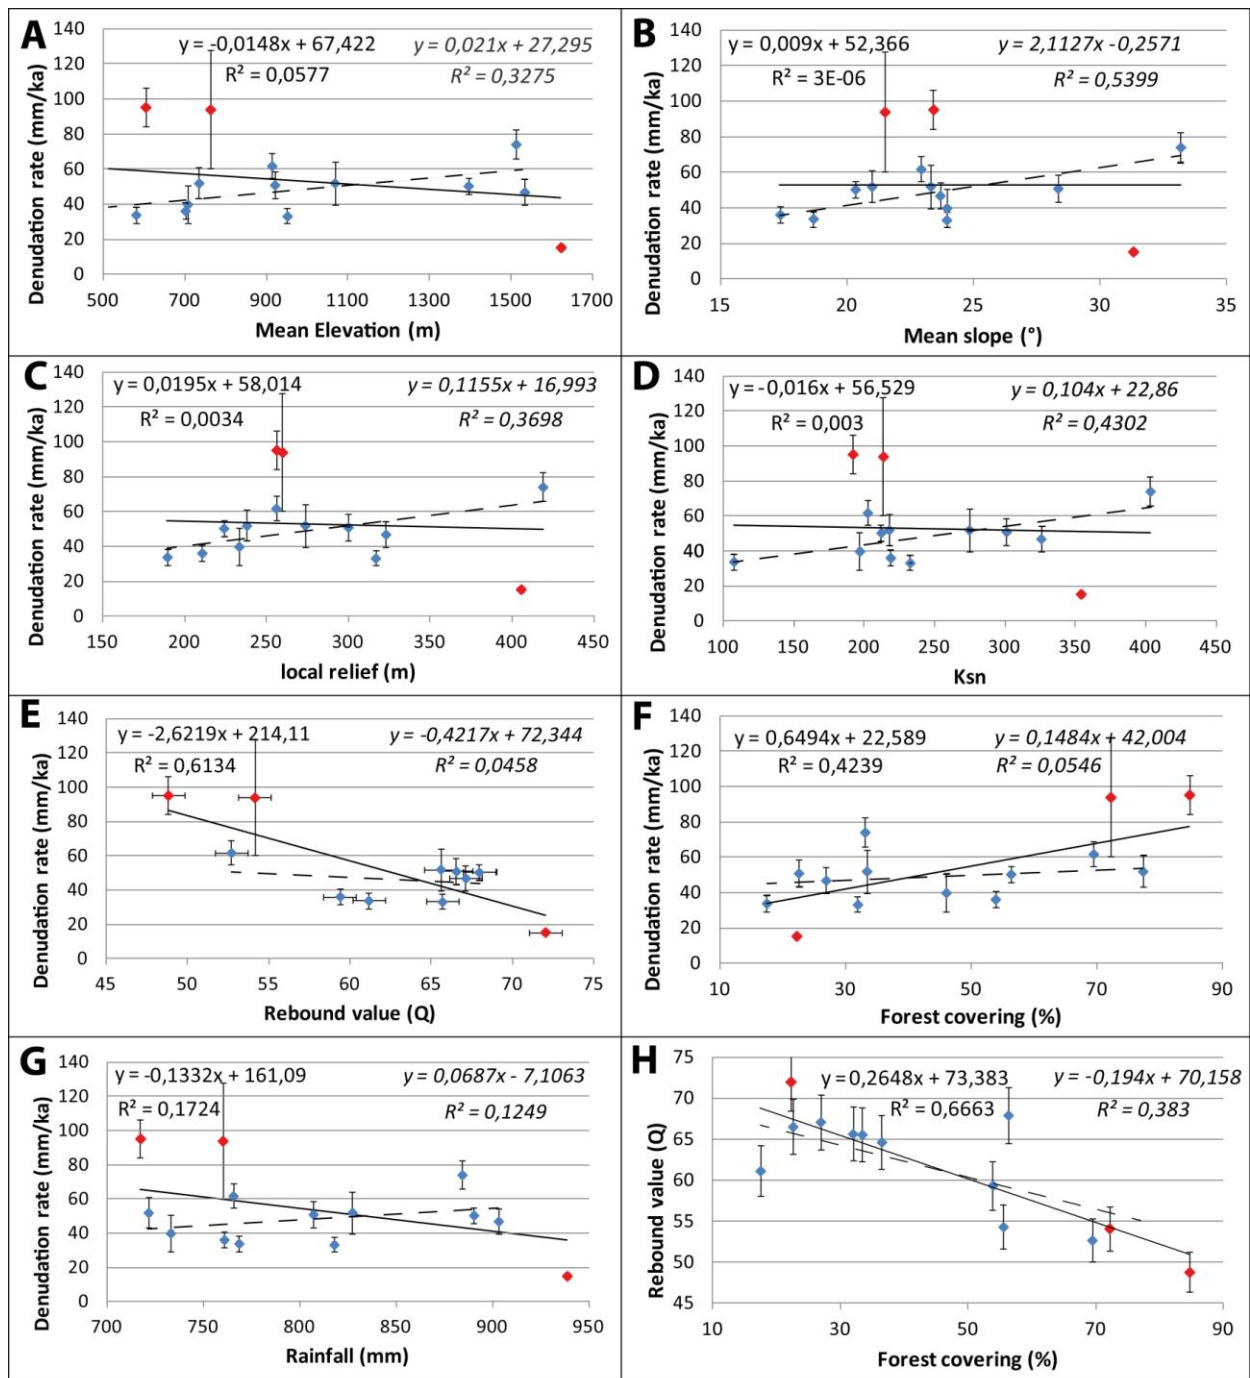 A
y = -0,0148x + 67,422
y = 0,021x + 27,295
R² = 0,0577
R² = 0,3275
Denudation rate (mm/ka)
140
120
100
80
60
40
20
0
500 700 900 1100 1300 1500 1700
Mean Elevation (m)
B
y = 0,009x + 52,366
y = 2,1127x - 0,2571
R² = 3E-06
R² = 0,5399
Denudation rate (mm/ka)
140
120
100
80
60
40
20
0
15 20 25 30 35
Mean slope (°)
C
y = 0,0195x + 58,014
y = 0,1155x + 16,993
R² = 0,0034
R² = 0,3698
Denudation rate (mm/ka)
140
120
100
80
60
40
20
0
150 200 250 300 350 400 450
local relief (m)
D
y = -0,016x + 56,529
y = 0,104x + 22,86
R² = 0,003
R² = 0,4302
Denudation rate (mm/ka)
140
120
100
80
60
40
20
0
100 150 200 250 300 350 400 450
Ksn
E
y = -2,6219x + 214,11
y = -0,4217x + 72,344
R² = 0,6134
R² = 0,0458
Denudation rate (mm/ka)
140
120
100
80
60
40
20
0
45 50 55 60 65 70 75
Rebound value (Q)
F
y = 0,6494x + 22,589
y = 0,1484x + 42,004
R² = 0,4239
R² = 0,0546
Denudation rate (mm/ka)
140
120
100
80
60
40
20
0
10 30 50 70 90
Forest covering (%)
G
y = -0,1332x + 161,09
y = 0,0687x - 7,1063
R² = 0,1724
R² = 0,1249
Denudation rate (mm/ka)
140
120
100
80
60
40
20
0
700 750 800 850 900 950
Rainfall (mm)
H
y = 0,2648x + 73,383
y = -0,194x + 70,158
R² = 0,6663
R² = 0,383
Rebound value (Q)
75
70
65
60
55
50
45
10 30 50 70 90
Forest covering (%)